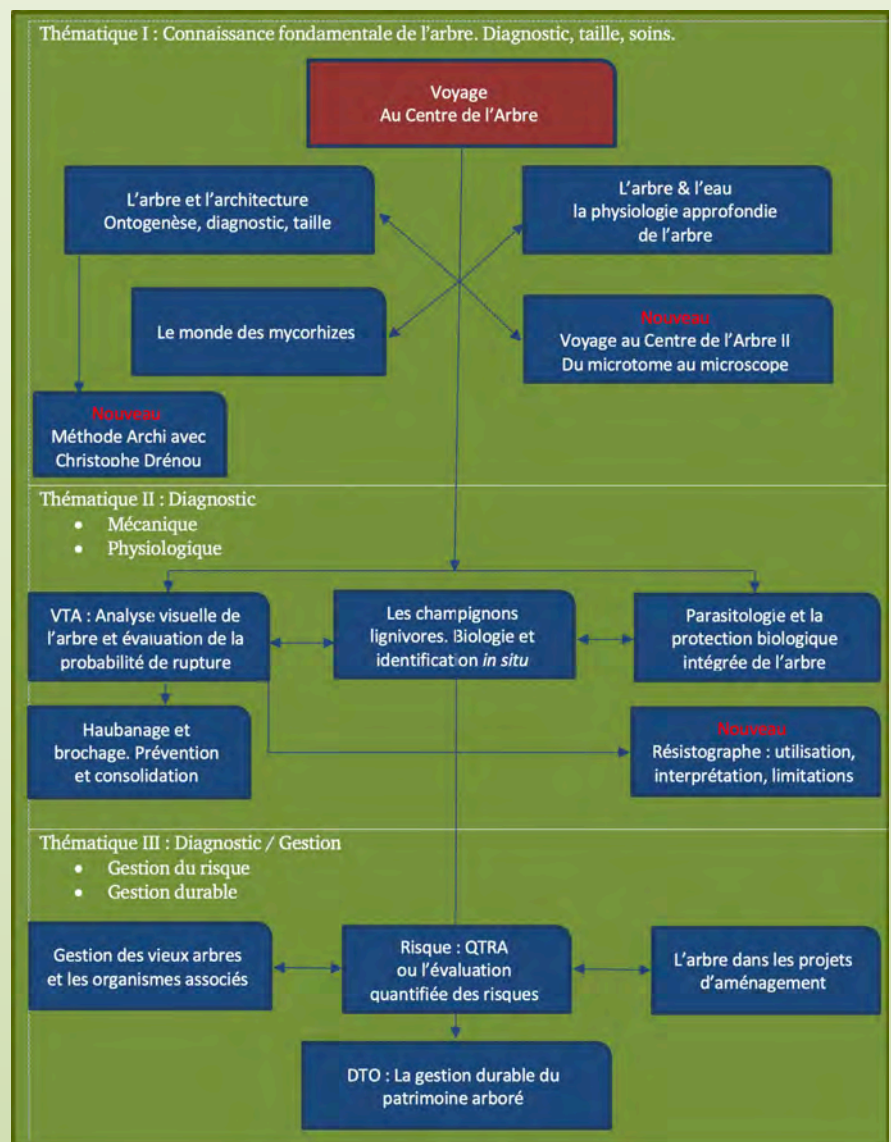 Thématique I : Connaissance fondamentale de l'arbre. Diagnostic, taille, soins.
Voyage
Au Centre de l'Arbre
L'arbre et l'architecture
Ontogenèse, diagnostic, taille
L'arbre & l'eau
la physiologie approfondie
de l'arbre
Le monde des mycorhizes
Nouveau
Voyage au Centre de l'Arbre II
Du microtome au microscope
Nouveau
Méthode Archi avec
Christophe Drénou
Thématique II : Diagnostic
• Mécanique
• Physiologique
VTA : Analyse visuelle de
l'arbre et évaluation de la
probabilité de rupture
Les champignons
lignivores. Biologie et
identification in situ
Parasitologie et la
protection biologique
intégrée de l'arbre
Haubanage et
brochage. Prévention
et consolidation
Nouveau
Résistographe : utilisation,
interprétation, limitations
Thématique III : Diagnostic / Gestion
• Gestion du risque
• Gestion durable
Gestion des vieux arbres
et les organismes associés
Risque : QTRA
ou l'évaluation
quantifiée des risques
L'arbre dans les projets
d'aménagement
DTO : La gestion durable du
patrimoine arboré